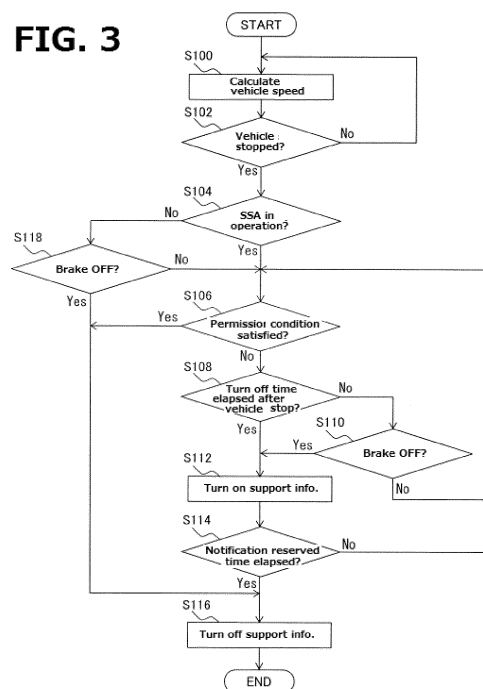 FIG. 3
START
S100
Calculate
vehicle speed
S102
Vehicle
stopped?
No
Yes
S104
SSA in
operation?
No
Yes
S118
Brake OFF?
No
Yes
S106
Permission condition
satisfied?
Yes
No
S108
Turn off time
elapsed after
vehicle stop?
No
Yes
S110
Brake OFF?
Yes
No
S112
Turn on support info.
S114
Notification reserved
time elapsed?
No
Yes
S116
Turn off support info.
END